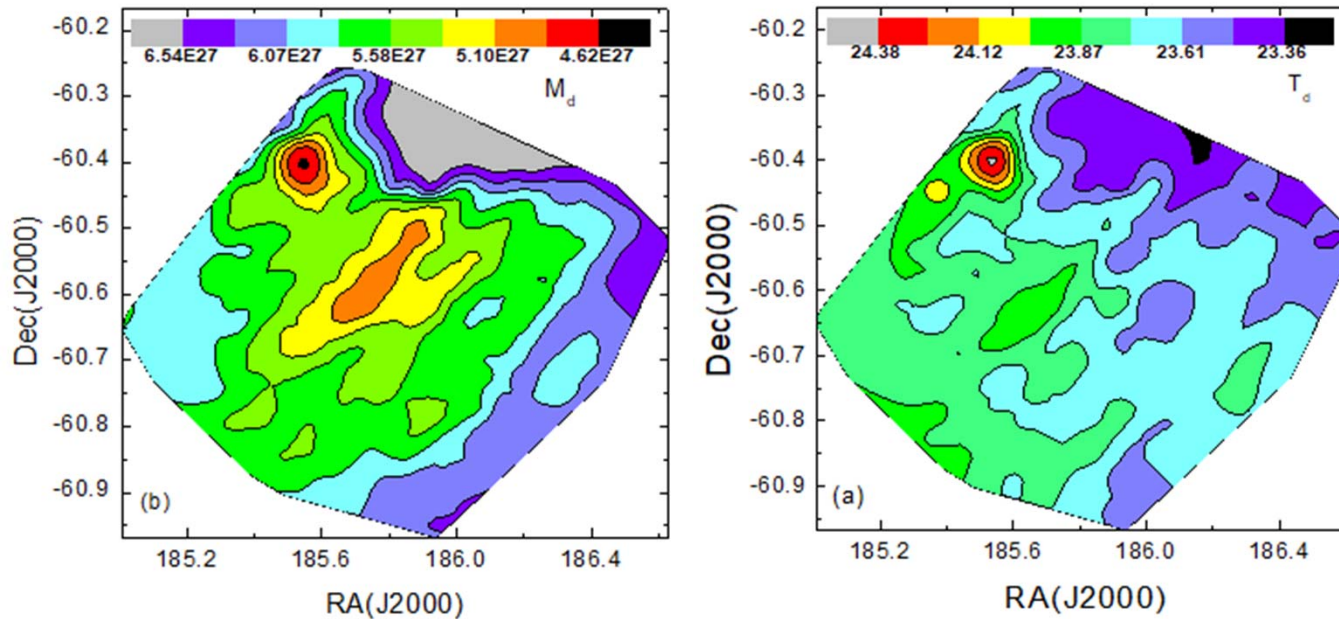 6.54E27 6.07E27 5.58E27 5.10E27 4.62E27
M_d
-60.2
-60.3
-60.4
-60.5
-60.6
-60.7
-60.8
-60.9
Dec(J2000)
(b)
185.2 185.6 186.0 186.4
RA(J2000)
24.38 24.12 23.87 23.61 23.36
T_d
-60.2
-60.3
-60.4
-60.5
-60.6
-60.7
-60.8
-60.9
Dec(J2000)
(a)
185.2 185.6 186.0 186.4
RA(J2000)